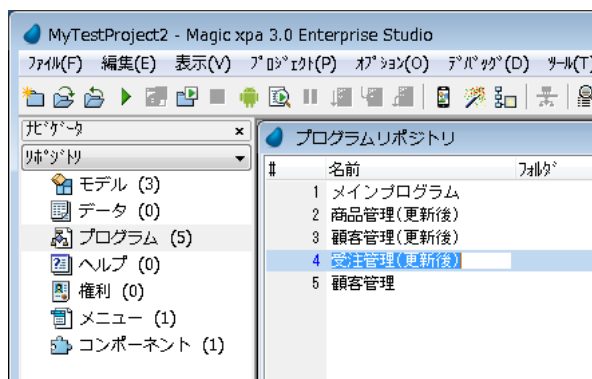 MyTestProject2 - Magic xpa 3.0 Enterprise Studio
ﾌｧｲﾙ(F) 編集(E) 表示(V) ﾌﾟﾛｼﾞｪｸﾄ(P) ｵﾌﾟｼｮﾝ(O) ﾃﾞﾊﾞｯｸﾞ(D) ﾂｰﾙ(T)
ﾅﾋﾞｹﾞｰﾀ
ﾘﾎﾟｼﾞﾄﾘ
モデル (3)
データ (0)
プログラム (5)
ヘルプ (0)
権利 (0)
メニュー (1)
コンポーネント (1)
プログラムリポジトリ
# 名前 ﾌｫﾙﾀﾞ
1 メインプログラム
2 商品管理(更新後)
3 顧客管理(更新後)
4 受注管理(更新後)
5 顧客管理